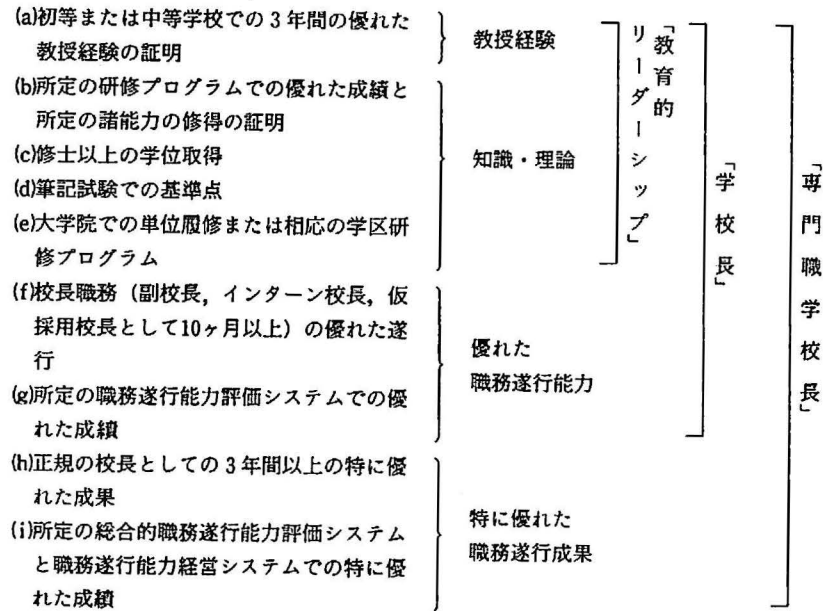 (a)初等または中等学校での3年間の優れた
教授経験の証明
教授経験
(b)所定の研修プログラムでの優れた成績と
所定の諸能力の修得の証明
(c)修士以上の学位取得
(d)筆記試験での基準点
(e)大学院での単位履修または相応の学区研
修プログラム
知識・理論
「教育的
リーダーシップ」
(f)校長職務（副校長，インターン校長，仮
採用校長として10ヶ月以上）の優れた遂
行
(g)所定の職務遂行能力評価システムでの優
れた成績
優れた
職務遂行能力
「学校長」
(h)正規の校長としての3年間以上の特に優
れた成果
(i)所定の総合的職務遂行能力評価システム
と職務遂行能力経営システムでの特に優
れた成績
特に優れた
職務遂行成果
「専門職学校長」